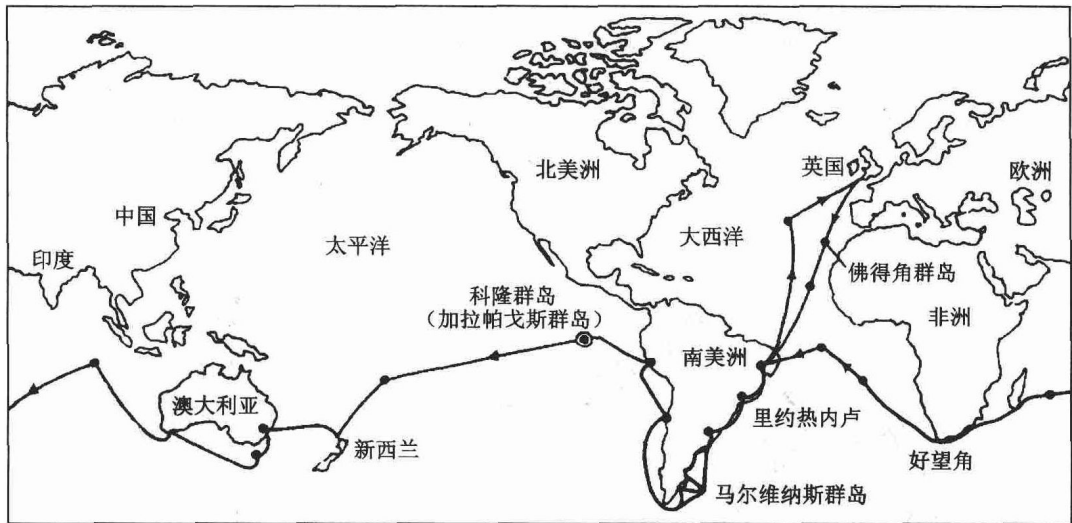 北美洲
英国
欧洲
中国
太平洋
大西洋
印度
佛得角群岛
科隆群岛
（加拉帕戈斯群岛）
非洲
南美洲
澳大利亚
里约热内卢
新西兰
好望角
马尔维纳斯群岛